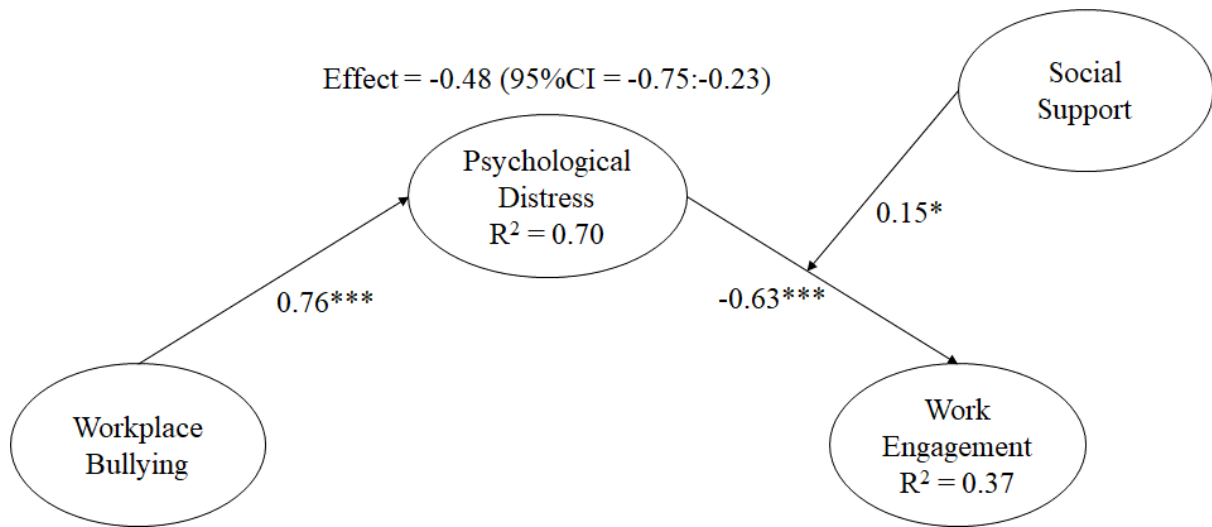 Effect = -0.48 (95%CI = -0.75:-0.23)
Social
Support
Psychological
Distress
R² = 0.70
0.15*
0.76***
-0.63***
Workplace
Bullying
Work
Engagement
R² = 0.37